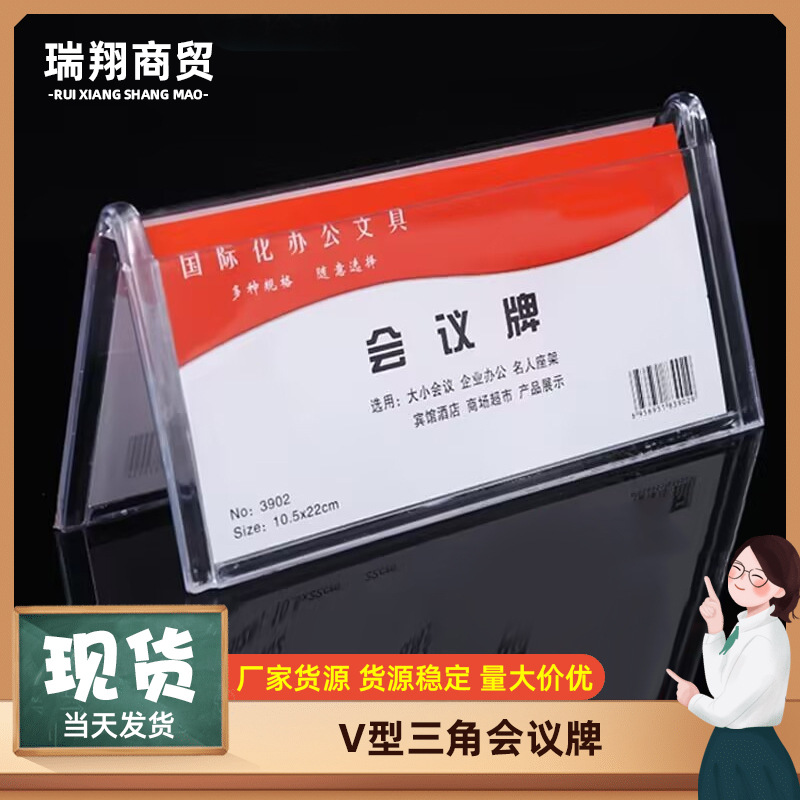 瑞翔商贸
-RUI XIANG SHANG MAO-
国际化办公文具
多种规格 随意选择
会议牌
选用：大小会议 企业办公 名人座架
宾馆酒店 商场超市 产品展示
No: 3902
Size: 10.5x22cm
现货
当天发货
厂家货源 货源稳定 量大价优
V型三角会议牌